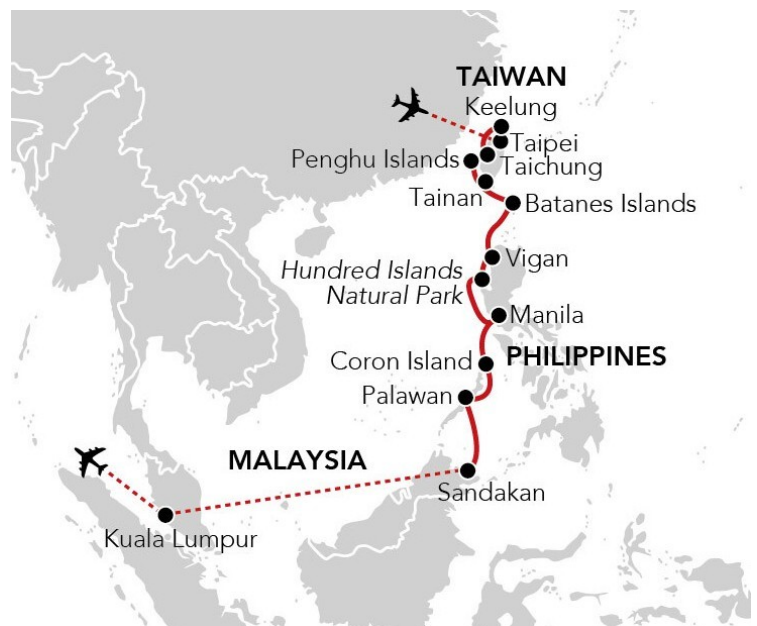 TAIWAN
Keelung
Taipei
Penghu Islands
Taichung
Tainan
Batanes Islands
Vigan
Hundred Islands
Natural Park
Manila
Coron Island
PHILIPPINES
Palawan
MALAYSIA
Sandakan
Kuala Lumpur